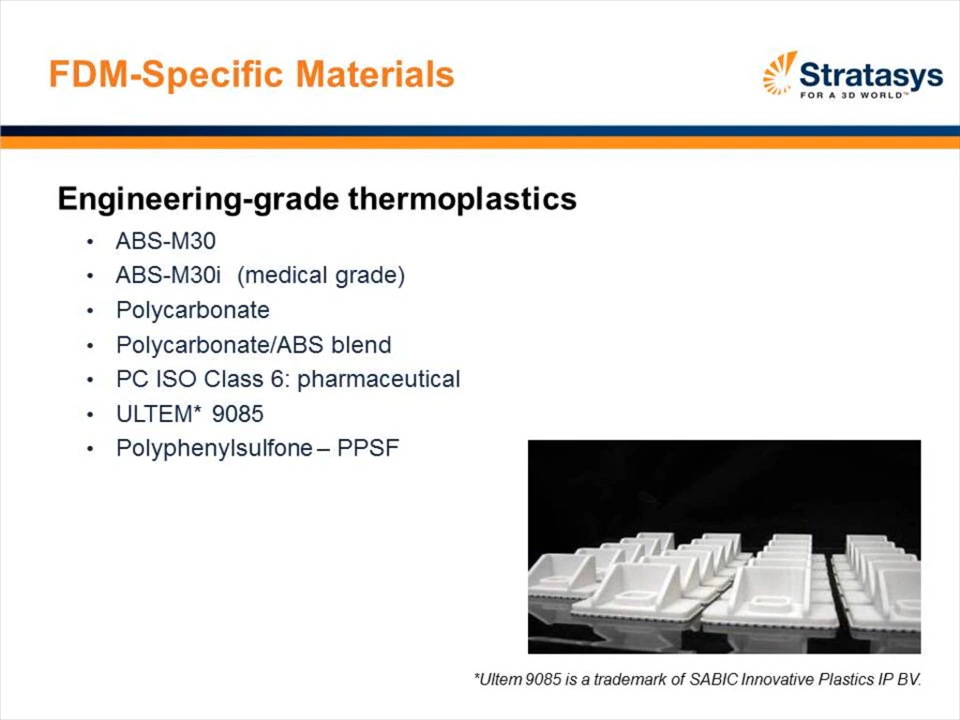 FDM-Specific Materials
Stratasys
FOR A 3D WORLD™
Engineering-grade thermoplastics
• ABS-M30
• ABS-M30i (medical grade)
• Polycarbonate
• Polycarbonate/ABS blend
• PC ISO Class 6: pharmaceutical
• ULTEM* 9085
• Polyphenylsulfone – PPSF
*Ultem 9085 is a trademark of SABIC Innovative Plastics IP BV.